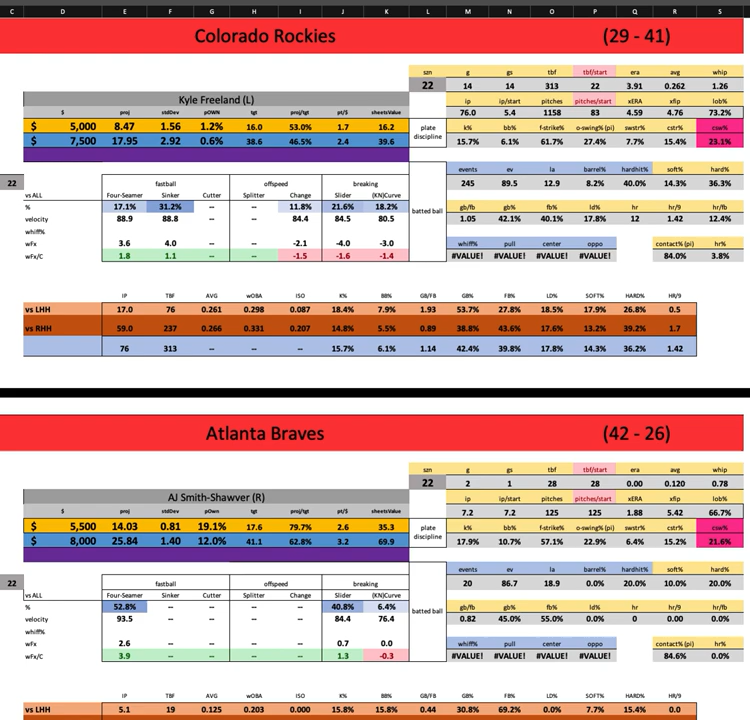 C D E F G H I J K L M N O P Q R S
Colorado Rockies (29 - 41)
szn g gs tbf tbf/start era avg whip
22 14 14 313 22 3.91 0.262 1.26
Kyle Freeland (L) ip ip/start pitches pitches/start xERA xfip lob%
$ proj stdDev pOWN tgt proj/tgt pt/$ sheetsValue 76.0 5.4 1158 83 4.59 4.76 73.2%
$ 5,000 8.47 1.56 1.2% 16.0 53.0% 1.7 16.2 plate discipline k% bb% f-strike% o-swing% (pi) swstr% cstr% csw%
$ 7,500 17.95 2.92 0.6% 38.6 46.5% 2.4 39.6 15.7% 6.1% 61.7% 27.4% 7.7% 15.4% 23.1%
events ev la barrel% hardhit% soft% hard%
22 fastball offspeed breaking 245 89.5 12.9 8.2% 40.0% 14.3% 36.3%
vs ALL Four-Seamer Sinker Cutter Splitter Change Slider (KN)Curve
% 17.1% 31.2% -- -- 11.8% 21.6% 18.2% batted ball gb/fb gb% fb% ld% hr hr/9 hr/fb
velocity 88.9 88.8 -- -- 84.4 84.5 80.5 1.05 42.1% 40.1% 17.8% 12 1.42 12.4%
whiff%
wFx 3.6 4.0 -2.1 -4.0 -3.0 whiff% pull center oppo contact% (pi) hr%
wFx/C 1.8 1.1 -- -- -1.5 -1.6 -1.4 #VALUE! #VALUE! #VALUE! #VALUE! 84.0% 3.8%
IP TBF AVG wOBA ISO K% BB% GB/FB GB% FB% LD% SOFT% HARD% HR/9
vs LHH 17.0 76 0.261 0.298 0.087 18.4% 7.9% 1.93 53.7% 27.8% 18.5% 17.9% 26.8% 0.5
vs RHH 59.0 237 0.266 0.331 0.207 14.8% 5.5% 0.89 38.8% 43.6% 17.6% 13.2% 39.2% 1.7
76 313 -- -- -- 15.7% 6.1% 1.14 42.4% 39.8% 17.8% 14.3% 36.2% 1.42
Atlanta Braves (42 - 26)
szn g gs tbf tbf/start era avg whip
22 2 1 28 28 0.00 0.120 0.78
AJ Smith-Shawver (R) ip ip/start pitches pitches/start xERA xfip lob%
$ proj stdDev pOwn tgt proj/tgt pt/$ sheetsValue 7.2 7.2 125 125 1.88 5.42 66.7%
$ 5,500 14.03 0.81 19.1% 17.6 79.7% 2.6 35.3 plate discipline k% bb% f-strike% o-swing% (pi) swstr% cstr% csw%
$ 8,000 25.84 1.40 12.0% 41.1 62.8% 3.2 69.9 17.9% 10.7% 57.1% 22.9% 6.4% 15.2% 21.6%
events ev la barrel% hardhit% soft% hard%
22 fastball offspeed breaking 20 86.7 18.9 0.0% 20.0% 10.0% 20.0%
vs ALL Four-Seamer Sinker Cutter Splitter Change Slider (KN)Curve
% 52.8% -- -- -- -- 40.8% 6.4% batted ball gb/fb gb% fb% ld% hr hr/9 hr/fb
velocity 93.5 -- -- -- -- 84.4 76.4 0.82 45.0% 55.0% 0.0% 0 0.00 0.0%
whiff%
wFx 2.6 0.7 0.0 whiff% pull center oppo contact% (pi) hr%
wFx/C 3.9 -- -- -- -- 1.3 -0.3 #VALUE! #VALUE! #VALUE! #VALUE! 84.6% 0.0%
IP TBF AVG wOBA ISO K% BB% GB/FB GB% FB% LD% SOFT% HARD% HR/9
vs LHH 5.1 19 0.125 0.203 0.000 15.8% 15.8% 0.44 30.8% 69.2% 0.0% 7.7% 15.4% 0.0